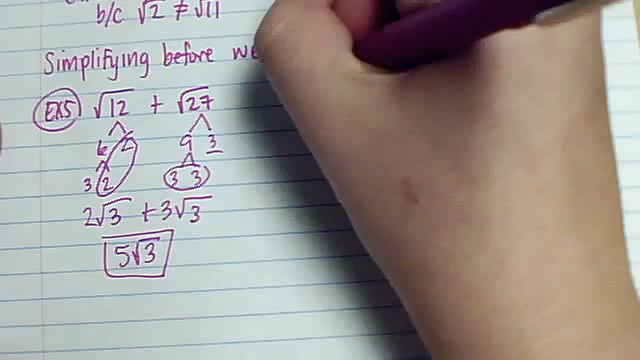 b/c √2 ≠ √11
Simplifying before we
EX5 √12 + √27
6 2 9 3
3 2 3 3
2√3 + 3√3
5√3